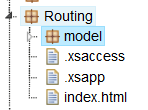 Routing
model
.xsaccess
.xsapp
index.html